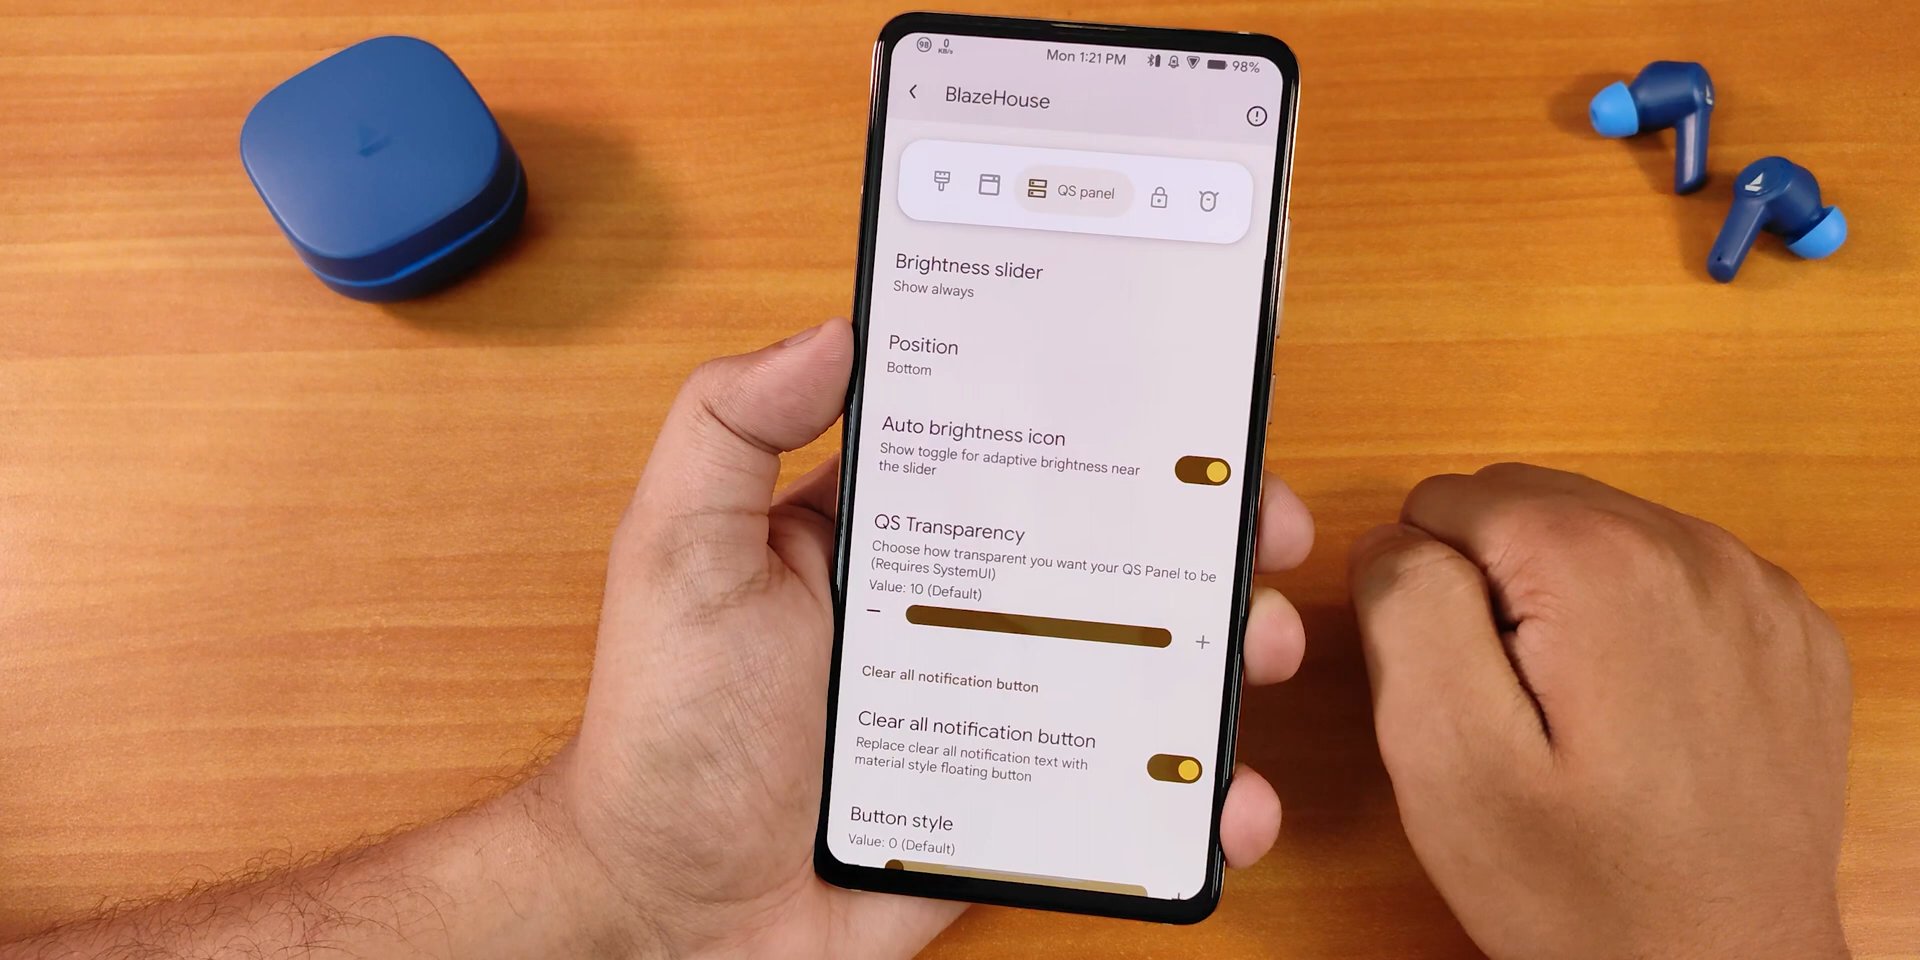 98 0 KB/s Mon 1:21 PM 98%
BlazeHouse
QS panel
Brightness slider
Show always
Position
Bottom
Auto brightness icon
Show toggle for adaptive brightness near
the slider
QS Transparency
Choose how transparent you want your QS Panel to be
(Requires SystemUI)
Value: 10 (Default)
Clear all notification button
Clear all notification button
Replace clear all notification text with
material style floating button
Button style
Value: 0 (Default)